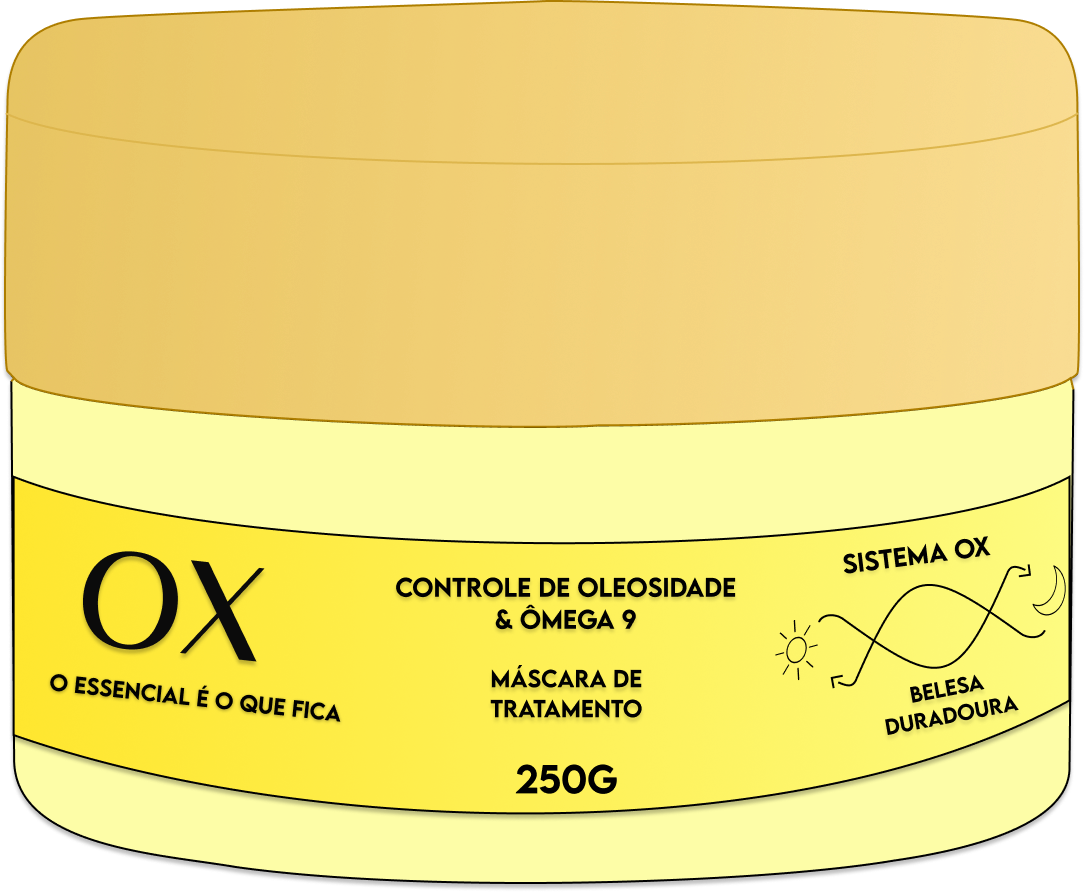 OX
O ESSENCIAL É O QUE FICA
CONTROLE DE OLEOSIDADE
& ÔMEGA 9
MÁSCARA DE
TRATAMENTO
250G
SISTEMA OX
BELESA
DURADOURA